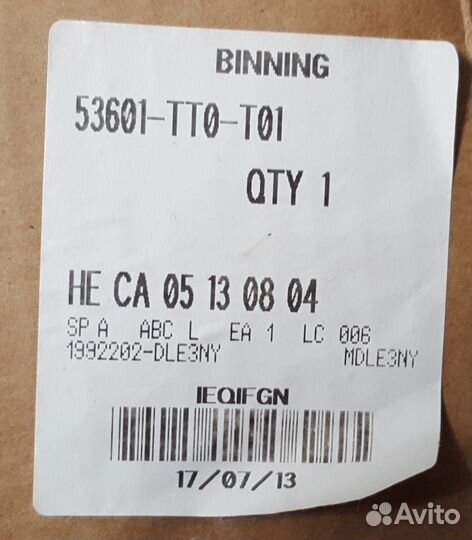 BINNING
53601-TT0-T01
QTY 1
HE CA 05 13 08 04
SP A ABC L EA 1 LC 006
1992202-DLE3NY MDLE3NY
IEQIFGN
17/07/13
Avito